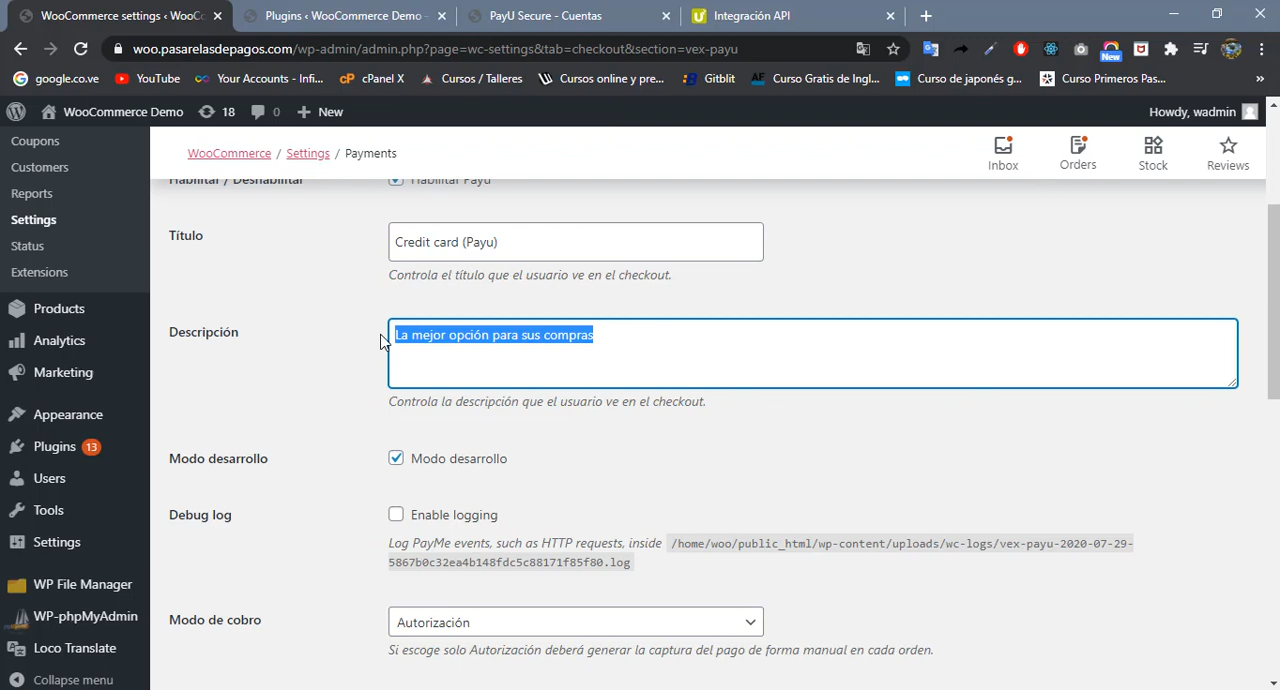 WooCommerce settings ‹ WooCo
Plugins ‹ WooCommerce Demo -
PayU Secure - Cuentas
Integración API
woo.pasarelasdepagos.com/wp-admin/admin.php?page=wc-settings&tab=checkout&section=vex-payu
New
google.co.ve
YouTube
Your Accounts - Infi...
cPanel X
Cursos / Talleres
Cursos online y pre...
Gitblit
Curso Gratis de Ingl...
Curso de japonés g...
Curso Primeros Pas...
»
WooCommerce Demo
18
0
New
Howdy, wadmin
Coupons
Customers
Reports
Settings
Status
Extensions
Products
Analytics
Marketing
Appearance
Plugins 13
Users
Tools
Settings
WP File Manager
WP-phpMyAdmin
Loco Translate
Collapse menu
WooCommerce / Settings / Payments
Inbox
Orders
Stock
Reviews
Habilitar / Deshabilitar
Habilitar Payu
Título
Credit card (Payu)
Controla el título que el usuario ve en el checkout.
Descripción
La mejor opción para sus compras
Controla la descripción que el usuario ve en el checkout.
Modo desarrollo
Modo desarrollo
Debug log
Enable logging
Log PayMe events, such as HTTP requests, inside /home/woo/public_html/wp-content/uploads/wc-logs/vex-payu-2020-07-29-
5867b0c32ea4b148fdc5c88171f85f80.log
Modo de cobro
Autorización
Si escoge solo Autorización deberá generar la captura del pago de forma manual en cada orden.